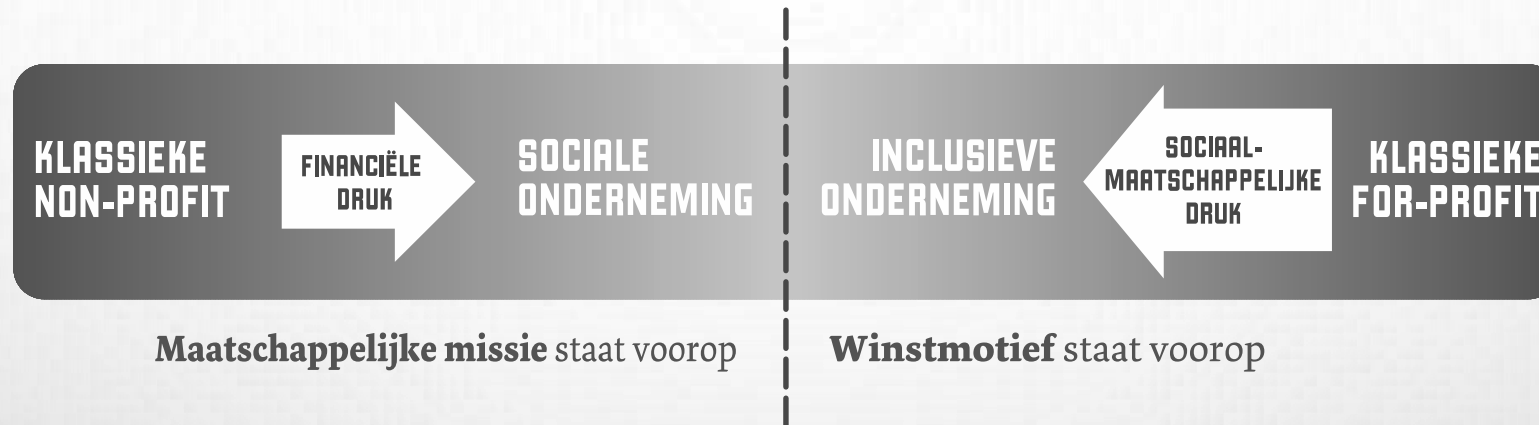 KLASSIEKE
NON-PROFIT
FINANCIËLE
DRUK
SOCIALE
ONDERNEMING
INCLUSIEVE
ONDERNEMING
SOCIAAL-
MAATSCHAPPELIJKE
DRUK
KLASSIEKE
FOR-PROFIT
Maatschappelijke missie staat voorop
Winstmotief staat voorop